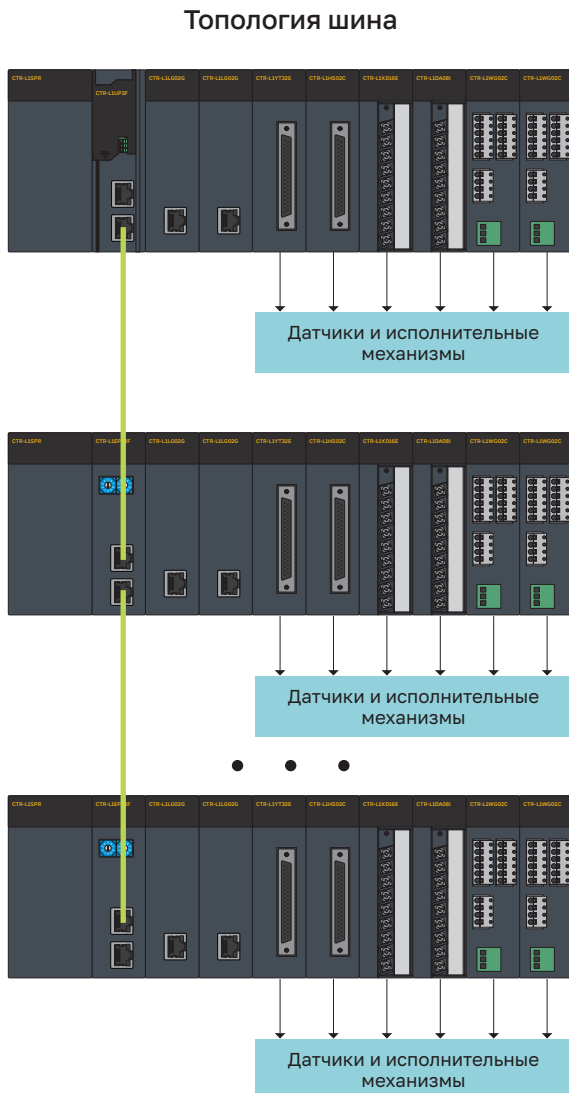 Топология шина
CTR-L1SPR
CTR-L1UP3F
CTR-L1LG02G
CTR-L1LG02G
CTR-L1YT32E
CTR-L1HS02C
CTR-L1XD16E
CTR-L1DA08I
CTR-L1WG02C
CTR-L1WG02C
Датчики и исполнительные
механизмы
CTR-L1SPR
CTR-L1LG02G
CTR-L1LG02G
CTR-L1YT32E
CTR-L1HS02C
CTR-L1XD16E
CTR-L1DA08I
CTR-L1WG02C
CTR-L1WG02C
Датчики и исполнительные
механизмы
CTR-L1SPR
CTR-L1LG02G
CTR-L1LG02G
CTR-L1YT32E
CTR-L1HS02C
CTR-L1XD16E
CTR-L1DA08I
CTR-L1WG02C
CTR-L1WG02C
Датчики и исполнительные
механизмы